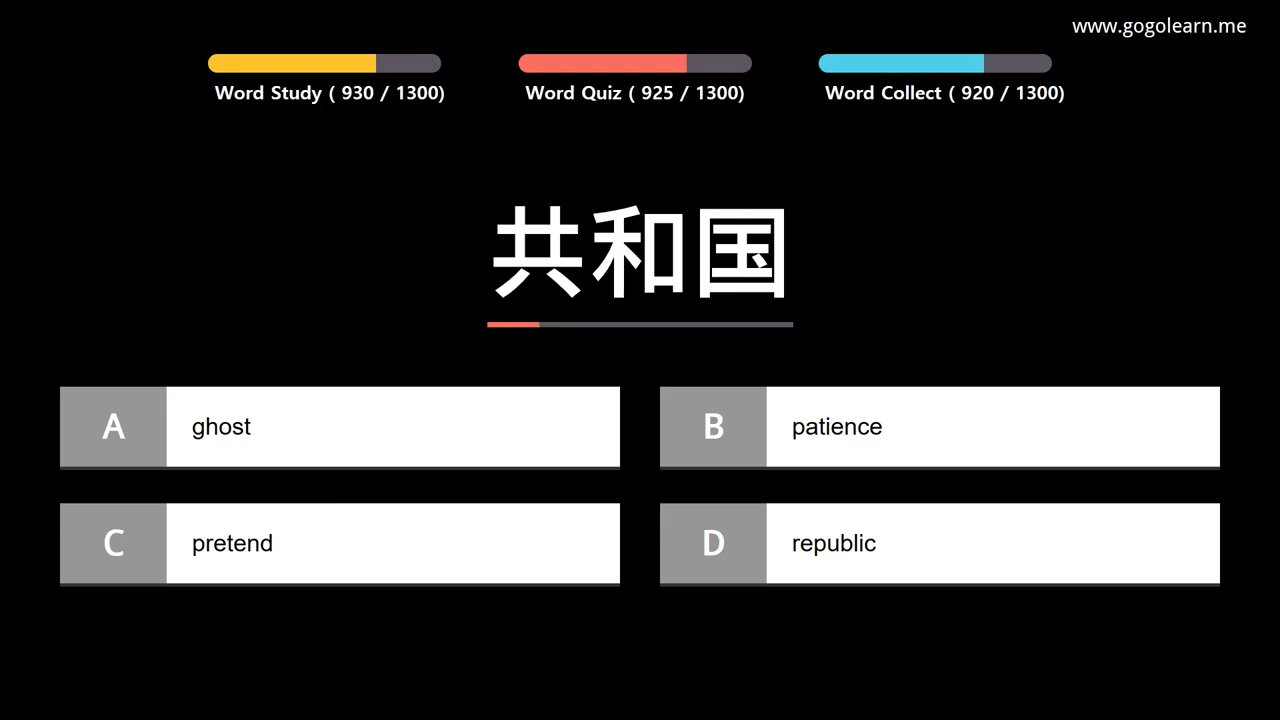 www.gogolearn.me
Word Study ( 930 / 1300)
Word Quiz ( 925 / 1300)
Word Collect ( 920 / 1300)
共和国
A ghost
B patience
C pretend
D republic